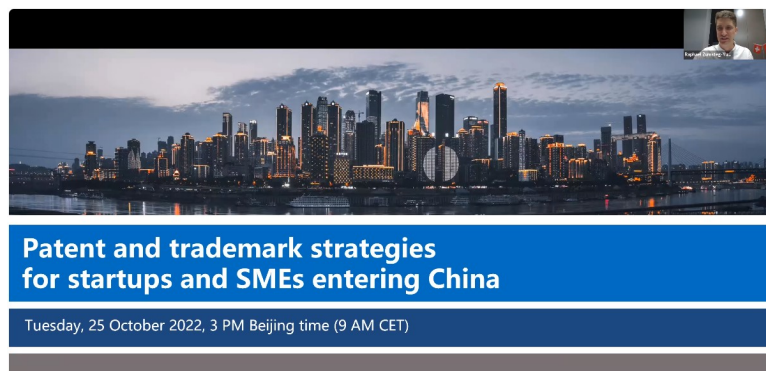 Patent and trademark strategies
for startups and SMEs entering China
Tuesday, 25 October 2022, 3 PM Beijing time (9 AM CET)